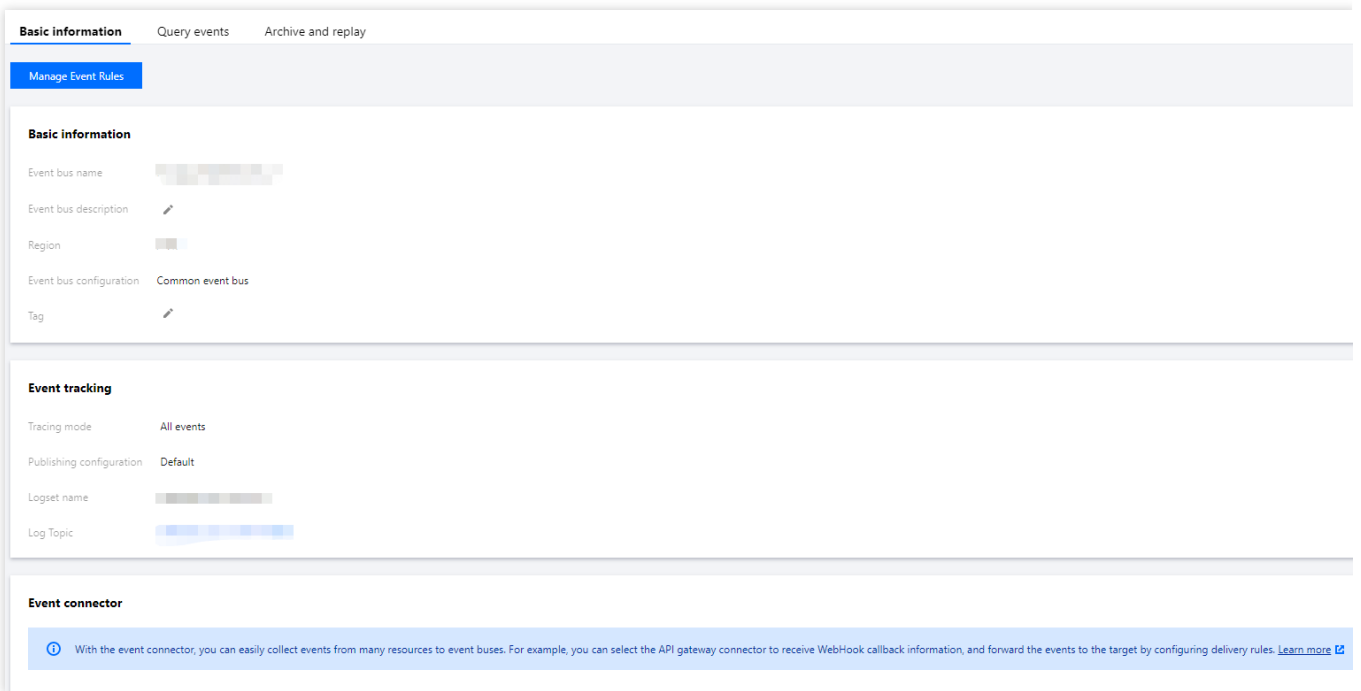 Basic information Query events Archive and replay
Manage Event Rules
Basic information
Event bus name
Event bus description
Region
Event bus configuration Common event bus
Tag
Event tracking
Tracing mode All events
Publishing configuration Default
Logset name
Log Topic
Event connector
With the event connector, you can easily collect events from many resources to event buses. For example, you can select the API gateway connector to receive WebHook callback information, and forward the events to the target by configuring delivery rules. Learn more